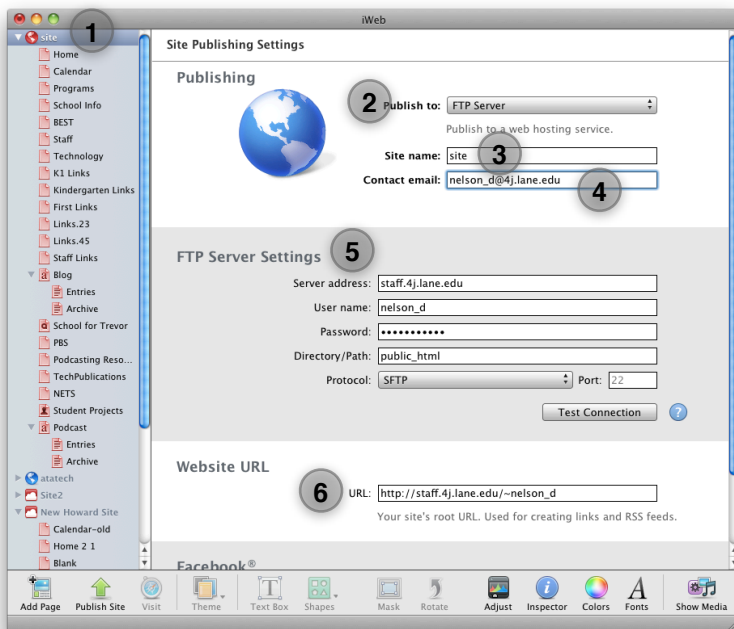 iWeb
1
site
Home
Calendar
Programs
School Info
BEST
Staff
Technology
K1 Links
Kindergarten Links
First Links
Links.23
Links.45
Staff Links
Blog
Entries
Archive
School for Trevor
PBS
Podcasting Reso...
TechPublications
NETS
Student Projects
Podcast
Entries
Archive
atatech
Site2
New Howard Site
Calendar-old
Home 2 1
Blank
Site Publishing Settings
Publishing
2 Publish to: FTP Server
Publish to a web hosting service.
Site name: site 3
Contact email: nelson_d@4j.lane.edu 4
FTP Server Settings 5
Server address: staff.4j.lane.edu
User name: nelson_d
Password: •••••••••••
Directory/Path: public_html
Protocol: SFTP Port: 22
Test Connection ?
Website URL
6 URL: http://staff.4j.lane.edu/~nelson_d
Your site's root URL. Used for creating links and RSS feeds.
Facebook®
Add Page Publish Site Visit Theme Text Box Shapes Mask Rotate Adjust Inspector Colors Fonts Show Media